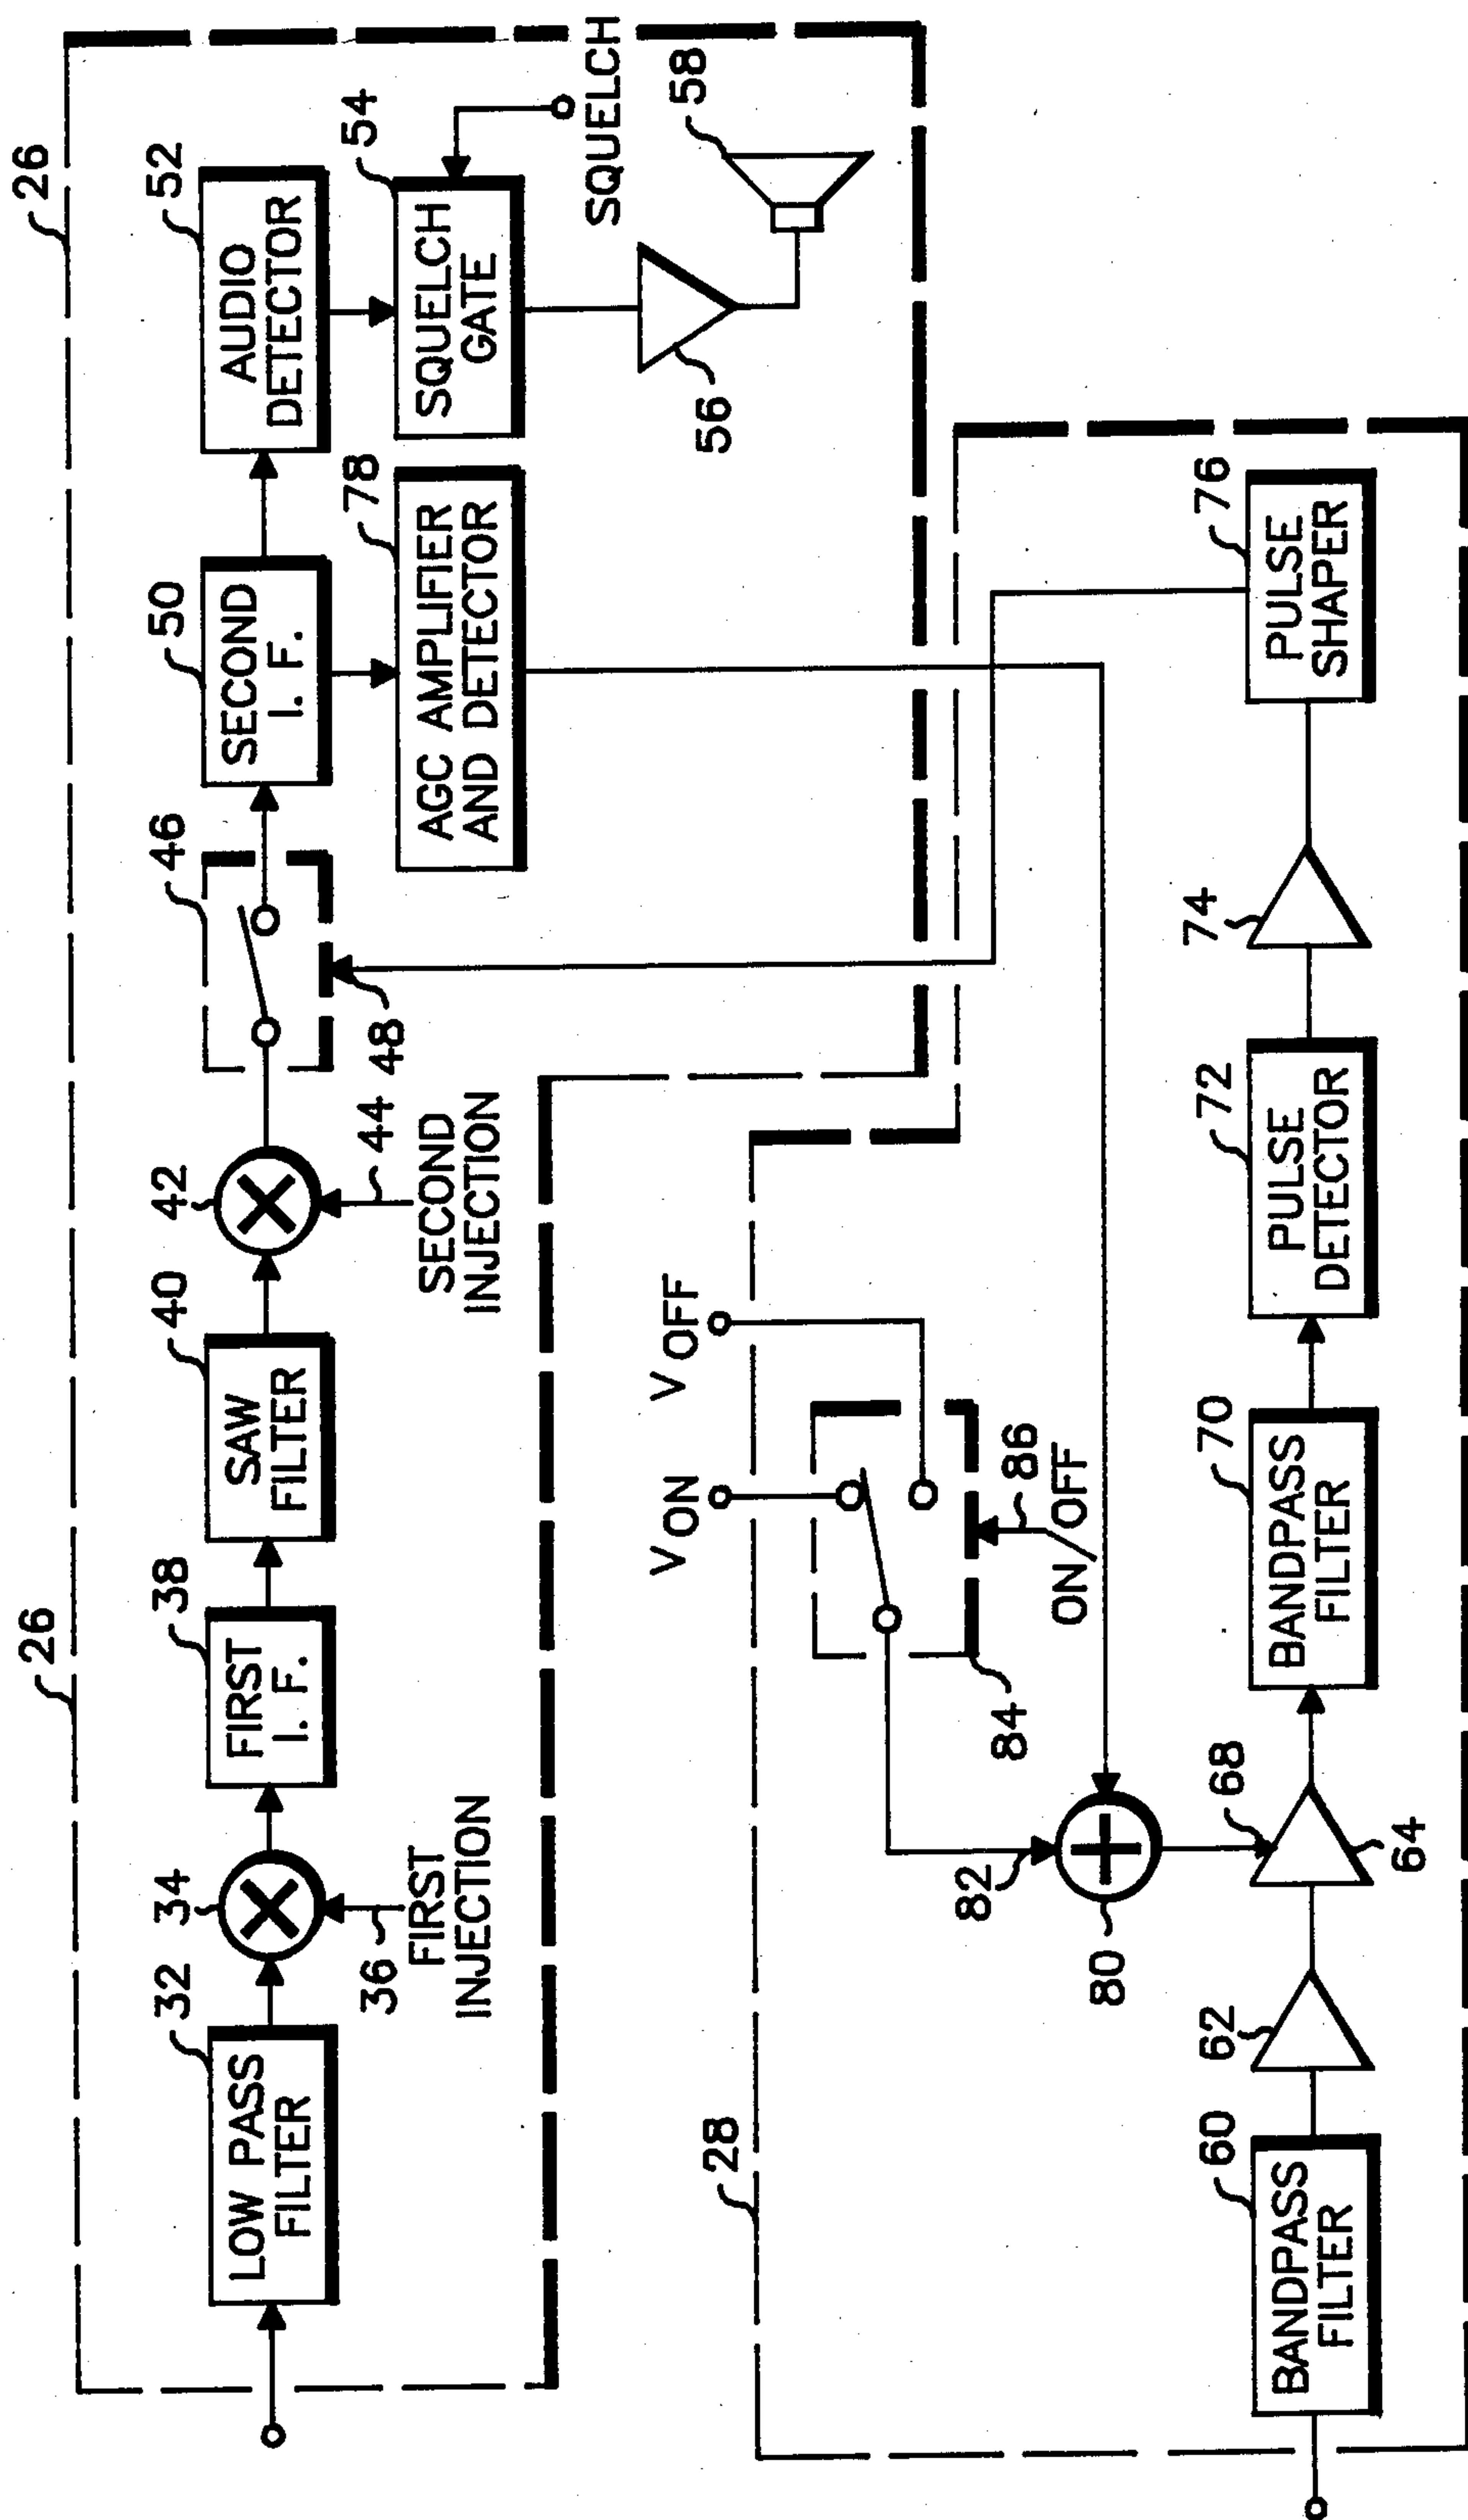 26
26
32
34
38
40
42
46
50
52
LOW PASS
FILTER
FIRST
I. F.
SAW
FILTER
SECOND
I. F.
AUDIO
DETECTOR
36
FIRST
INJECTION
44
SECOND
INJECTION
48
78
AGC AMPLIFIER
AND DETECTOR
54
SQUELCH
GATE
SQUELCH
56
58
28
V ON
V OFF
84
86
ON/OFF
82
80
60
62
68
64
70
72
74
76
BANDPASS
FILTER
BANDPASS
FILTER
PULSE
DETECTOR
PULSE
SHAPER